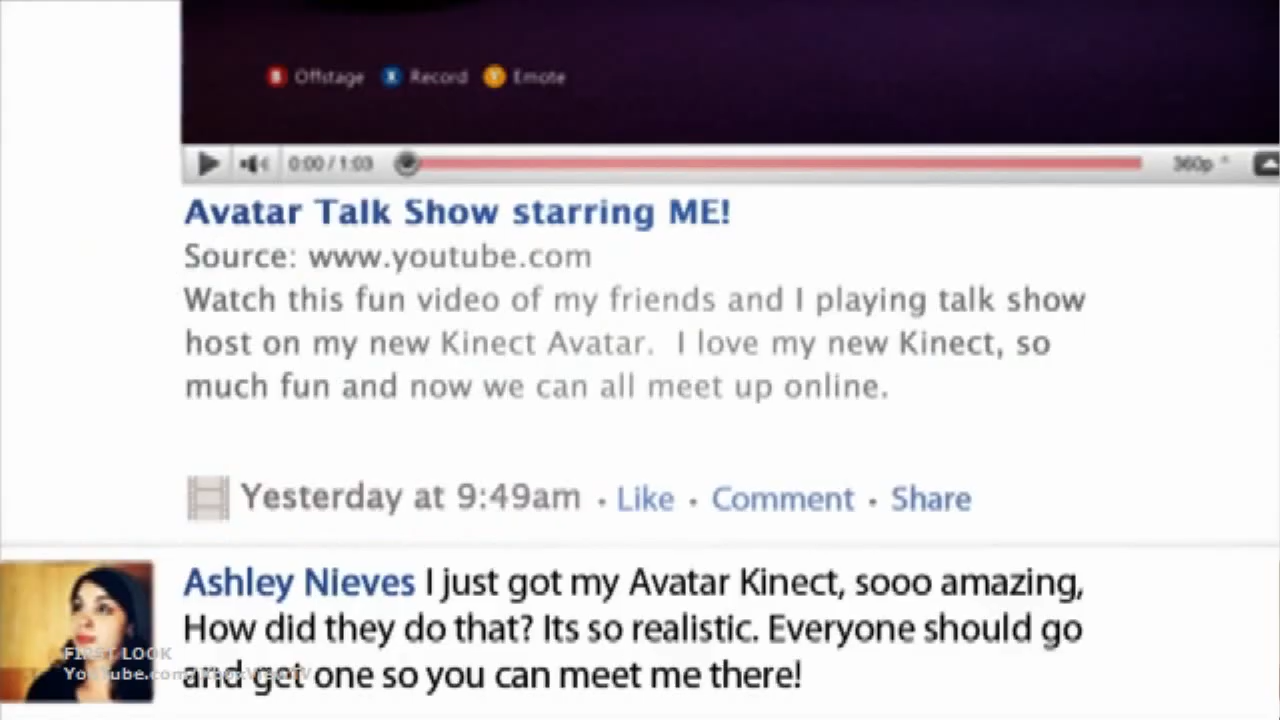 B Offstage X Record Y Emote
0:00 / 1:03 360p
Avatar Talk Show starring ME!
Source: www.youtube.com
Watch this fun video of my friends and I playing talk show
host on my new Kinect Avatar. I love my new Kinect, so
much fun and now we can all meet up online.
Yesterday at 9:49am · Like · Comment · Share
Ashley Nieves I just got my Avatar Kinect, sooo amazing,
How did they do that? Its so realistic. Everyone should go
and get one so you can meet me there!
FIRST LOOK